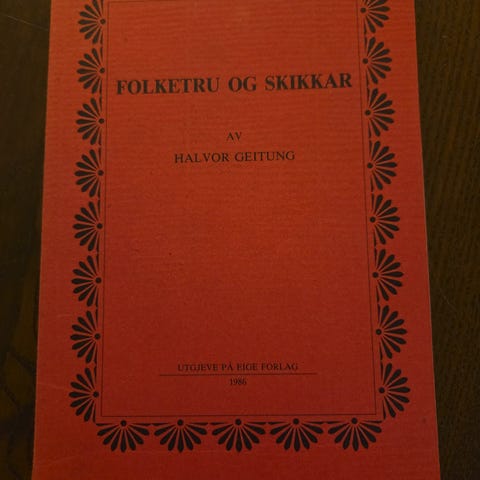 FOLKETRU OG SKIKKAR
AV
HALVOR GEITUNG
UTGJEVE PÅ EIGE FORLAG
1986